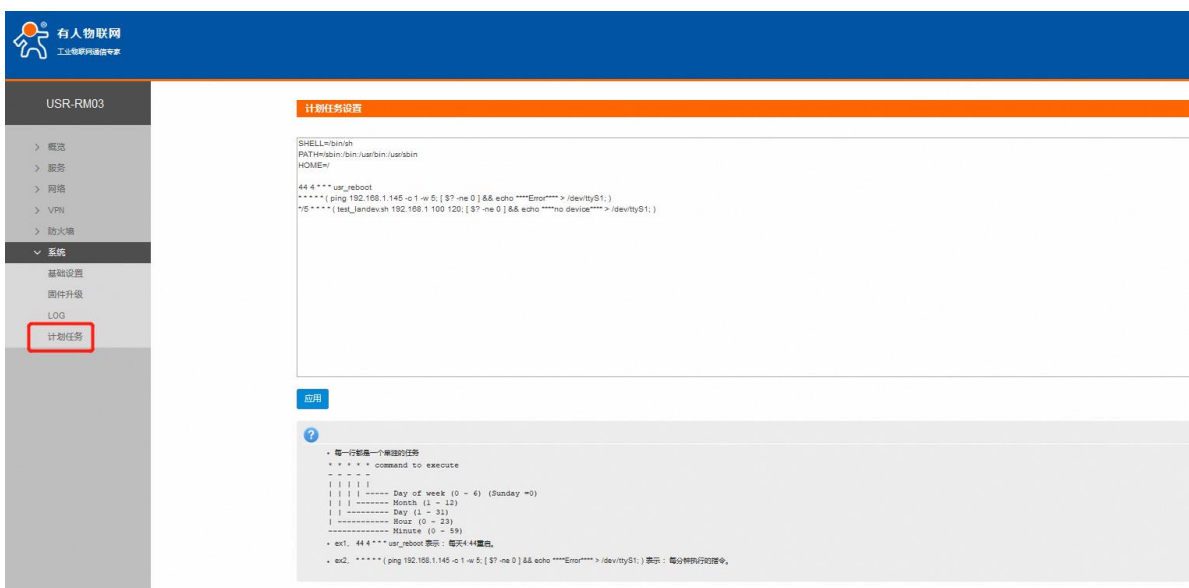 有人物联网
工业物联网通信专家
USR-RM03
> 概览
> 服务
> 网络
> VPN
> 防火墙
系统
基础设置
固件升级
LOG
计划任务
计划任务设置
SHELL=/bin/sh
PATH=/sbin:/bin:/usr/bin:/usr/sbin
HOME=/
44 4 * * * usr_reboot
* * * * * ( ping 192.168.1.145 -c 1 -w 5; [ $? -ne 0 ] && echo ****Error**** > /dev/ttyS1; )
*/5 * * * * ( test_landev.sh 192.168.1 100 120; [ $? -ne 0 ] && echo ****no device**** > /dev/ttyS1; )
应用
• 每一行都是一个单独的任务
* * * * * command to execute
- - - - -
| | | | |
| | | | ----- Day of week (0 - 6) (Sunday =0)
| | | ------- Month (1 - 12)
| | --------- Day (1 - 31)
| ----------- Hour (0 - 23)
------------- Minute (0 - 59)
• ex1, 44 4 * * * usr_reboot 表示： 每天4:44重启。
• ex2, * * * * * ( ping 192.168.1.145 -c 1 -w 5; [ $? -ne 0 ] && echo ****Error**** > /dev/ttyS1; ) 表示： 每分钟执行的指令。